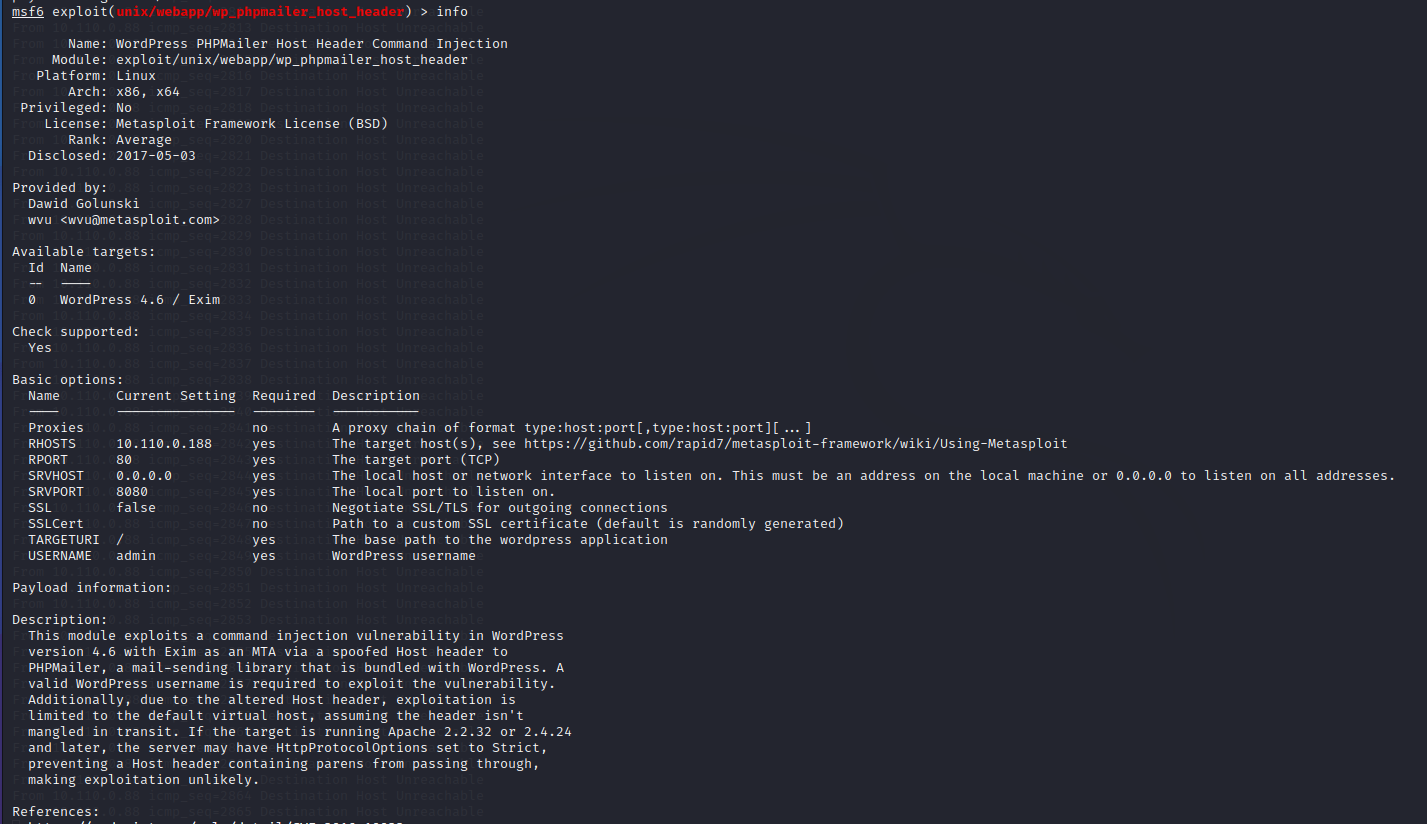 msf6 exploit(unix/webapp/wp_phpmailer_host_header) > info
Name: WordPress PHPMailer Host Header Command Injection
Module: exploit/unix/webapp/wp_phpmailer_host_header
Platform: Linux
Arch: x86, x64
Privileged: No
License: Metasploit Framework License (BSD)
Rank: Average
Disclosed: 2017-05-03
Provided by:
Dawid Golunski
wvu <wvu@metasploit.com>
Available targets:
Id  Name
--  ----
0   WordPress 4.6 / Exim
Check supported:
Yes
Basic options:
Name       Current Setting  Required  Description
----       ---------------  --------  -----------
Proxies                     no        A proxy chain of format type:host:port[,type:host:port][...]
RHOSTS     10.110.0.188     yes       The target host(s), see https://github.com/rapid7/metasploit-framework/wiki/Using-Metasploit
RPORT      80               yes       The target port (TCP)
SRVHOST    0.0.0.0          yes       The local host or network interface to listen on. This must be an address on the local machine or 0.0.0.0 to listen on all addresses.
SRVPORT    8080             yes       The local port to listen on.
SSL        false            no        Negotiate SSL/TLS for outgoing connections
SSLCert                     no        Path to a custom SSL certificate (default is randomly generated)
TARGETURI  /                yes       The base path to the wordpress application
USERNAME   admin            yes       WordPress username
Payload information:
Description:
This module exploits a command injection vulnerability in WordPress
version 4.6 with Exim as an MTA via a spoofed Host header to
PHPMailer, a mail-sending library that is bundled with WordPress. A
valid WordPress username is required to exploit the vulnerability.
Additionally, due to the altered Host header, exploitation is
limited to the default virtual host, assuming the header isn't
mangled in transit. If the target is running Apache 2.2.32 or 2.4.24
and later, the server may have HttpProtocolOptions set to Strict,
preventing a Host header containing parens from passing through,
making exploitation unlikely.
References: